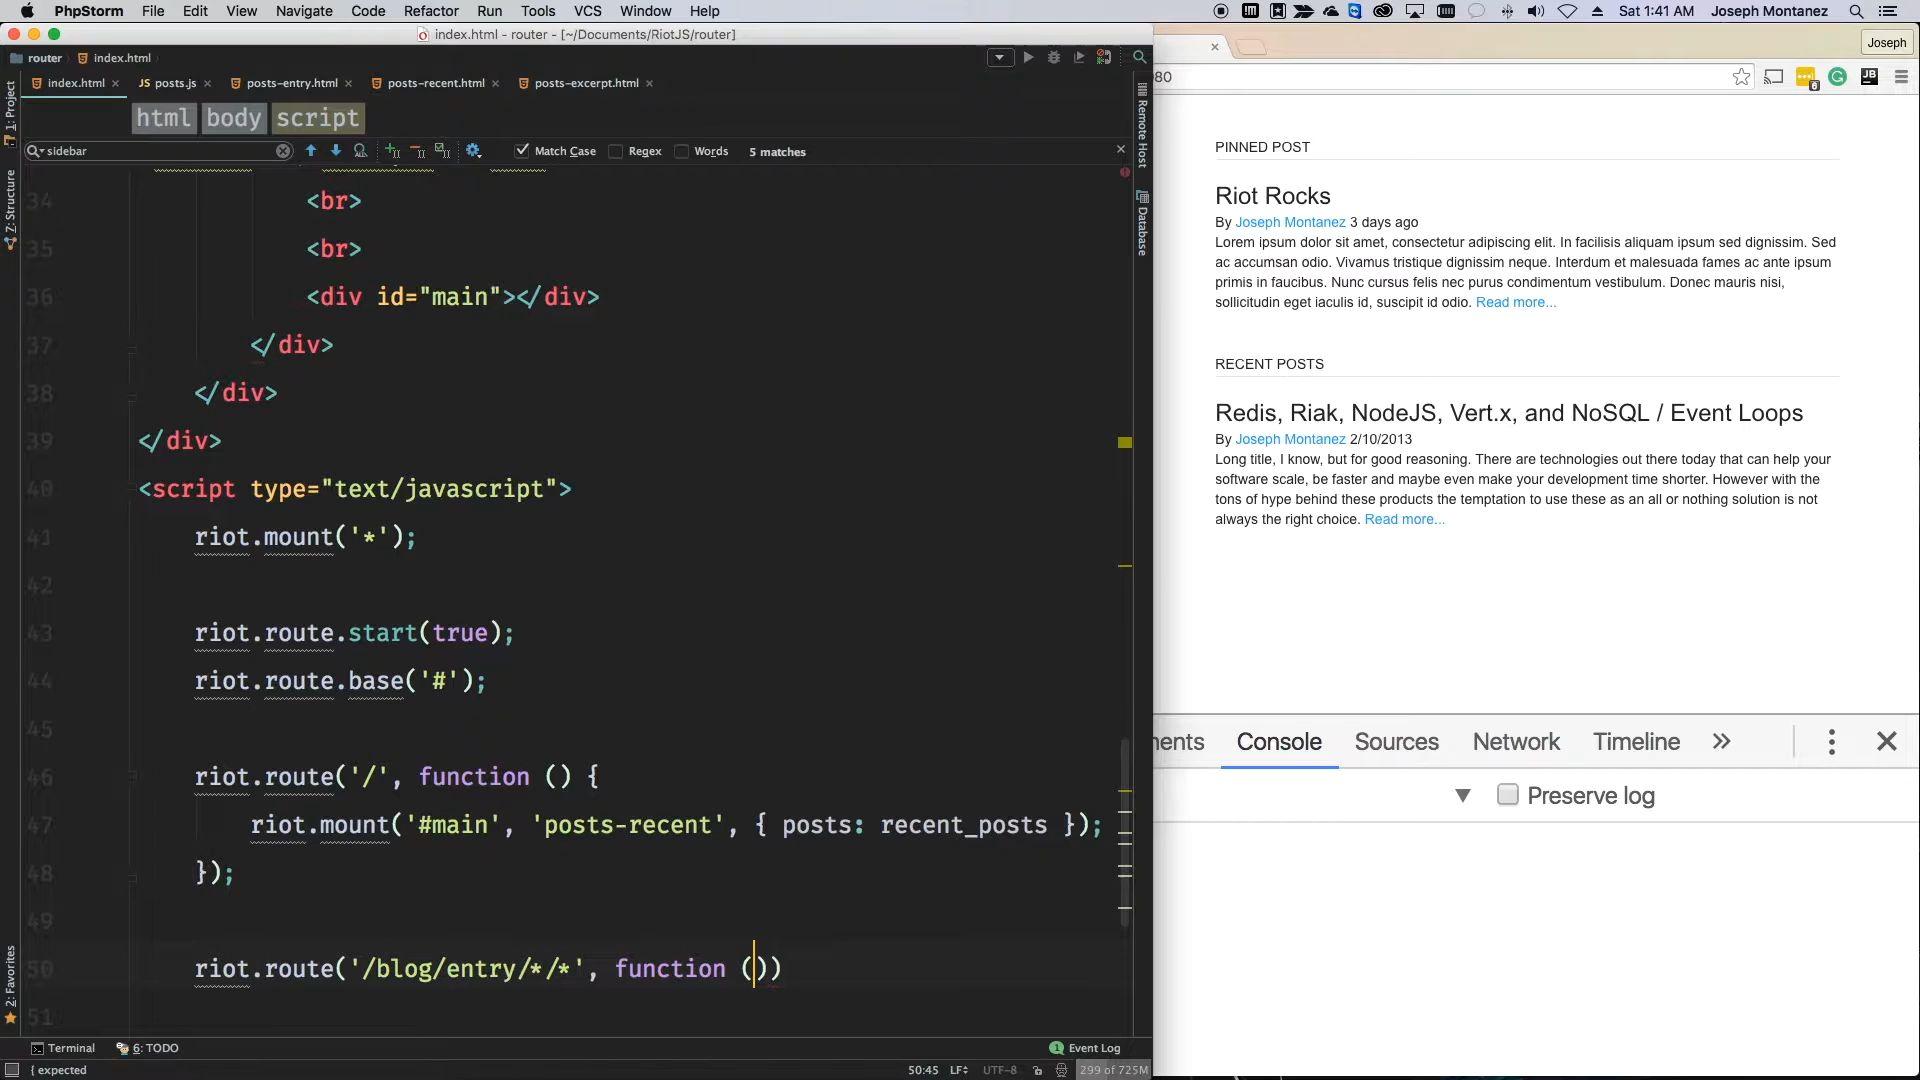 PhpStorm File Edit View Navigate Code Refactor Run Tools VCS Window Help
Sat 1:41 AM Joseph Montanez
index.html - router - [~/Documents/RiotJS/router]
router index.html
index.html posts.js posts-entry.html posts-recent.html posts-excerpt.html
html body script
sidebar Match Case Regex Words 5 matches
34 <br>
35 <br>
36 <div id="main"></div>
37 </div>
38 </div>
39 </div>
40 <script type="text/javascript">
41 riot.mount('*');
42
43 riot.route.start(true);
44 riot.route.base('#');
45
46 riot.route('/', function () {
47 riot.mount('#main', 'posts-recent', { posts: recent_posts });
48 });
49
50 riot.route('/blog/entry/*/*', function ())
51
1: Project
Z: Structure
2: Favorites
Remote Host
Database
Terminal 6: TODO 1 Event Log
{ expected 50:45 LF UTF-8 299 of 725M
Joseph
80
6
JB
PINNED POST
Riot Rocks
By Joseph Montanez 3 days ago
Lorem ipsum dolor sit amet, consectetur adipiscing elit. In facilisis aliquam ipsum sed dignissim. Sed
ac accumsan odio. Vivamus tristique dignissim neque. Interdum et malesuada fames ac ante ipsum
primis in faucibus. Nunc cursus felis nec purus condimentum vestibulum. Donec mauris nisi,
sollicitudin eget iaculis id, suscipit id odio. Read more...
RECENT POSTS
Redis, Riak, NodeJS, Vert.x, and NoSQL / Event Loops
By Joseph Montanez 2/10/2013
Long title, I know, but for good reasoning. There are technologies out there today that can help your
software scale, be faster and maybe even make your development time shorter. However with the
tons of hype behind these products the temptation to use these as an all or nothing solution is not
always the right choice. Read more...
nents Console Sources Network Timeline
Preserve log